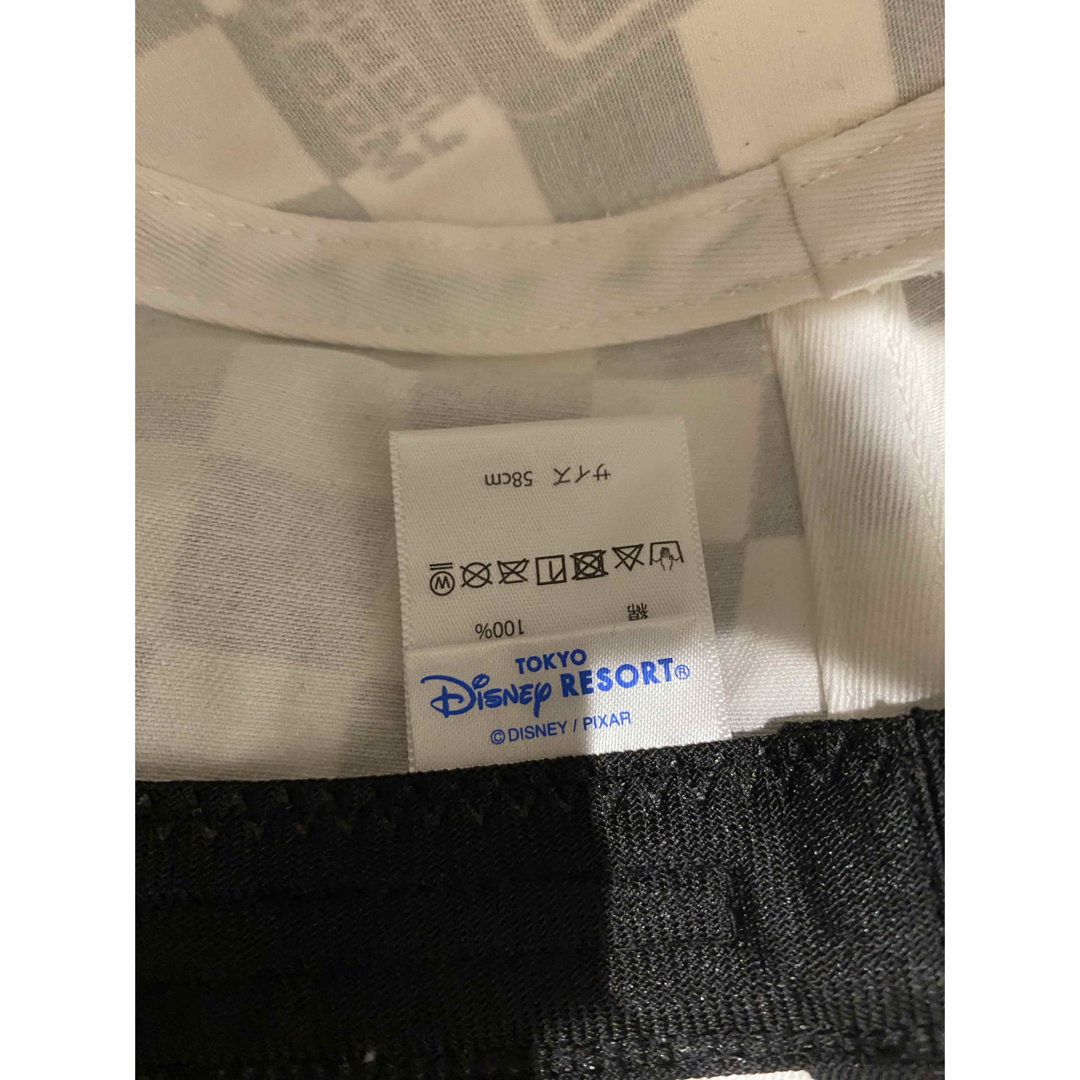 サイズ 58cm
綿 100%
TOKYO
Disney RESORT®
©DISNEY / PIXAR